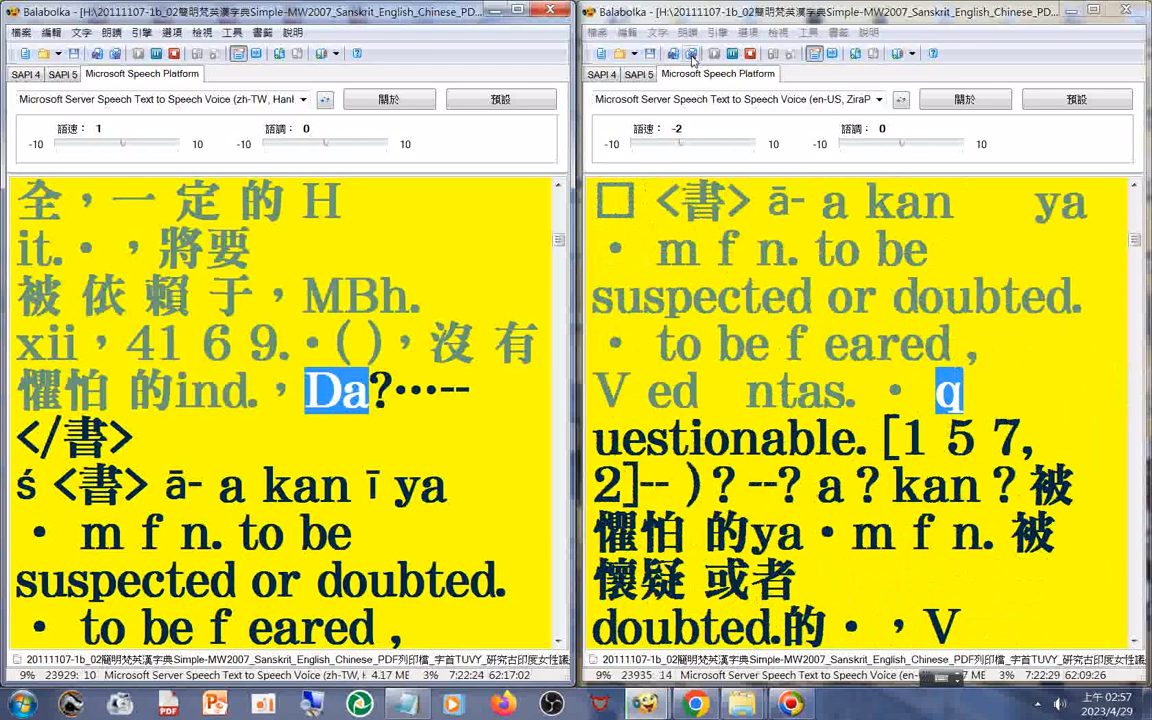 Balabolka - [H:\20111107-1b_02簡明梵英漢字典Simple-MW2007_Sanskrit_English_Chinese_PD...
檔案 編輯 文字 朗讀 引擎 選項 檢視 工具 書籤 說明
SAPI 4 SAPI 5 Microsoft Speech Platform
Microsoft Server Speech Text to Speech Voice (zh-TW, Hanl
關於 預設
語速： 1 語調： 0
-10 10 -10 10
全，一 定 的 H
it.・，將要
被 依 賴 于，MBh.
xii，41 6 9.・( )，沒 有
懼怕 的ind.，Da?…--
</書>
ś <書> ā- a kan ī ya
・ m f n. to be
suspected or doubted.
・ to be f eared ,
20111107-1b_02簡明梵英漢字典Simple-MW2007_Sanskrit_English_Chinese_PDF列印檔_字首TUVY_研究古印度女性議
9% 23929: 10 Microsoft Server Speech Text to Speech Voice (zh-TW, H 4.17 ME 3% 7:22:24 62:17:02
Balabolka - [H:\20111107-1b_02簡明梵英漢字典Simple-MW2007_Sanskrit_English_Chinese_PDF...
檔案 編輯 文字 朗讀 引擎 選項 檢視 工具 書籤 說明
SAPI 4 SAPI 5 Microsoft Speech Platform
Microsoft Server Speech Text to Speech Voice (en-US, ZiraP
關於 預設
語速： -2 語調： 0
-10 10 -10 10
□ <書> ā- a kan ya
・ m f n. to be
suspected or doubted.
・ to be f eared ,
V ed ntas. ・ q
uestionable. [1 5 7,
2]-- )? --? a ? kan ? 被
懼怕 的ya・m f n. 被
懷疑 或者
doubted.的・，V
20111107-1b_02簡明梵英漢字典Simple-MW2007_Sanskrit_English_Chinese_PDF列印檔_字首TUVY_研究古印度女性議
9% 23935: 14 Microsoft Server Speech Text to Speech Voice (en-u MI 3% 7:22:29 62:09:26
PDF
上午 02:57
2023/4/29